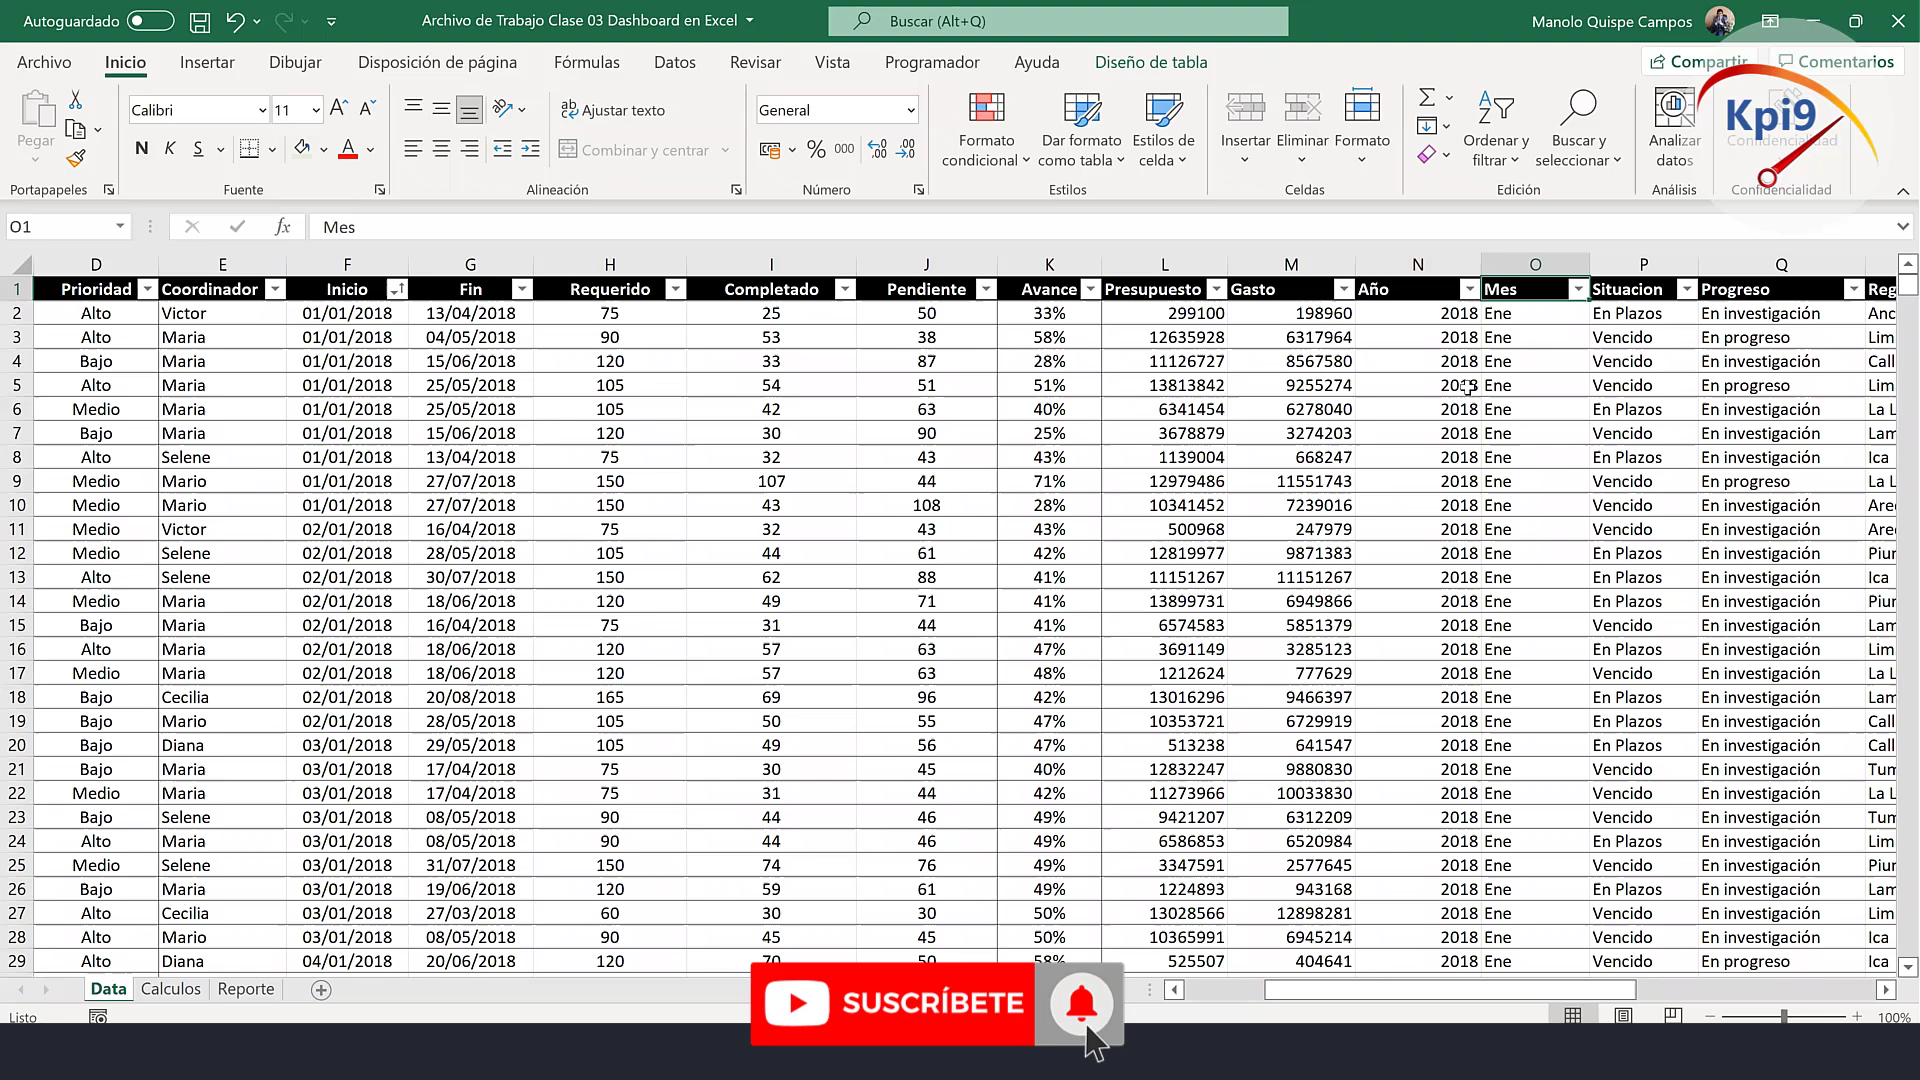 Autoguardado Archivo de Trabajo Clase 03 Dashboard en Excel Buscar (Alt+Q) Manolo Quispe Campos
Archivo Inicio Insertar Dibujar Disposición de página Fórmulas Datos Revisar Vista Programador Ayuda Diseño de tabla Compartir Comentarios
Kpi9
Pegar Calibri 11 Ajustar texto General
N K S Combinar y centrar % 000
Formato condicional Dar formato como tabla Estilos de celda Insertar Eliminar Formato Ordenar y filtrar Buscar y seleccionar Analizar datos Confidencialidad
Portapapeles Fuente Alineación Número Estilos Celdas Edición Análisis Confidencialidad
O1 fx Mes
D E F G H I J K L M N O P Q
1 Prioridad Coordinador Inicio Fin Requerido Completado Pendiente Avance Presupuesto Gasto Año Mes Situacion Progreso Reg
2 Alto Victor 01/01/2018 13/04/2018 75 25 50 33% 299100 198960 2018 Ene En Plazos En investigación Anc
3 Alto Maria 01/01/2018 04/05/2018 90 53 38 58% 12635928 6317964 2018 Ene Vencido En progreso Lim
4 Bajo Maria 01/01/2018 15/06/2018 120 33 87 28% 11126727 8567580 2018 Ene Vencido En investigación Call
5 Alto Maria 01/01/2018 25/05/2018 105 54 51 51% 13813842 9255274 2018 Ene Vencido En progreso Lim
6 Medio Maria 01/01/2018 25/05/2018 105 42 63 40% 6341454 6278040 2018 Ene En Plazos En investigación La L
7 Bajo Maria 01/01/2018 15/06/2018 120 30 90 25% 3678879 3274203 2018 Ene Vencido En investigación Lam
8 Alto Selene 01/01/2018 13/04/2018 75 32 43 43% 1139004 668247 2018 Ene En Plazos En investigación Ica
9 Medio Mario 01/01/2018 27/07/2018 150 107 44 71% 12979486 11551743 2018 Ene Vencido En progreso La L
10 Medio Mario 01/01/2018 27/07/2018 150 43 108 28% 10341452 7239016 2018 Ene Vencido En investigación Are
11 Medio Victor 02/01/2018 16/04/2018 75 32 43 43% 500968 247979 2018 Ene Vencido En investigación Are
12 Medio Selene 02/01/2018 28/05/2018 105 44 61 42% 12819977 9871383 2018 Ene En Plazos En investigación Piur
13 Alto Selene 02/01/2018 30/07/2018 150 62 88 41% 11151267 11151267 2018 Ene En Plazos En investigación Ica
14 Medio Maria 02/01/2018 18/06/2018 120 49 71 41% 13899731 6949866 2018 Ene En Plazos En investigación Piur
15 Bajo Maria 02/01/2018 16/04/2018 75 31 44 41% 6574583 5851379 2018 Ene Vencido En investigación Lam
16 Alto Maria 02/01/2018 18/06/2018 120 57 63 47% 3691149 3285123 2018 Ene En Plazos En investigación Lim
17 Medio Maria 02/01/2018 18/06/2018 120 57 63 48% 1212624 777629 2018 Ene Vencido En investigación La L
18 Bajo Cecilia 02/01/2018 20/08/2018 165 69 96 42% 13016296 9466397 2018 Ene En Plazos En investigación Lam
19 Bajo Mario 02/01/2018 28/05/2018 105 50 55 47% 10353721 6729919 2018 Ene En Plazos En investigación Call
20 Bajo Diana 03/01/2018 29/05/2018 105 49 56 47% 513238 641547 2018 Ene En Plazos En investigación Call
21 Bajo Maria 03/01/2018 17/04/2018 75 30 45 40% 12832247 9880830 2018 Ene Vencido En investigación Tum
22 Medio Maria 03/01/2018 17/04/2018 75 31 44 42% 11273966 10033830 2018 Ene Vencido En investigación La L
23 Bajo Selene 03/01/2018 08/05/2018 90 44 46 49% 9421207 6312209 2018 Ene Vencido En investigación Tum
24 Alto Maria 03/01/2018 08/05/2018 90 44 46 49% 6586853 6520984 2018 Ene En Plazos En investigación Lim
25 Medio Selene 03/01/2018 31/07/2018 150 74 76 49% 3347591 2577645 2018 Ene Vencido En investigación Piur
26 Bajo Maria 03/01/2018 19/06/2018 120 59 61 49% 1224893 943168 2018 Ene En Plazos En investigación Lam
27 Alto Cecilia 03/01/2018 27/03/2018 60 30 30 50% 13028566 12898281 2018 Ene Vencido En investigación Lim
28 Alto Mario 03/01/2018 08/05/2018 90 45 45 50% 10365991 6945214 2018 Ene Vencido En investigación Ica
29 Alto Diana 04/01/2018 20/06/2018 120 70 50 58% 525507 404641 2018 Ene Vencido En progreso Ica
Data Calculos Reporte
SUSCRÍBETE
Listo 100%